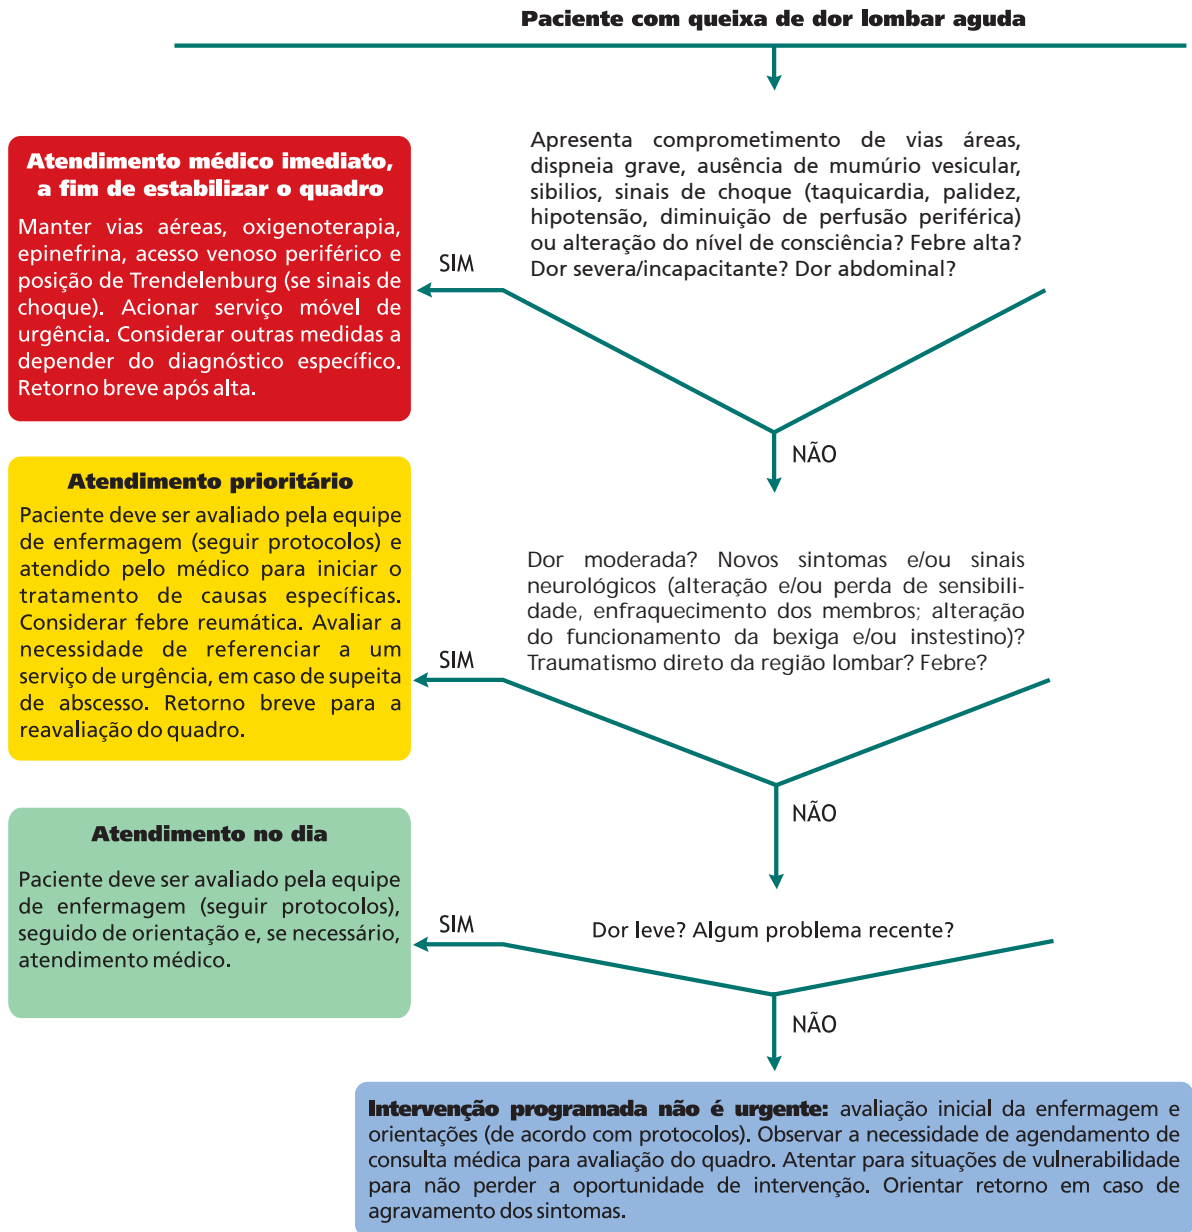 Paciente com queixa de dor lombar aguda
Apresenta comprometimento de vias áreas,
dispneia grave, ausência de mumúrio vesicular,
sibilios, sinais de choque (taquicardia, palidez,
hipotensão, diminuição de perfusão periférica)
ou alteração do nível de consciência? Febre alta?
Dor severa/incapacitante? Dor abdominal?
SIM
Atendimento médico imediato,
a fim de estabilizar o quadro
Manter vias aéreas, oxigenoterapia,
epinefrina, acesso venoso periférico e
posição de Trendelenburg (se sinais de
choque). Acionar serviço móvel de
urgência. Considerar outras medidas a
depender do diagnóstico específico.
Retorno breve após alta.
NÃO
Dor moderada? Novos sintomas e/ou sinais
neurológicos (alteração e/ou perda de sensibili-
dade, enfraquecimento dos membros; alteração
do funcionamento da bexiga e/ou instestino)?
Traumatismo direto da região lombar? Febre?
SIM
Atendimento prioritário
Paciente deve ser avaliado pela equipe
de enfermagem (seguir protocolos) e
atendido pelo médico para iniciar o
tratamento de causas específicas.
Considerar febre reumática. Avaliar a
necessidade de referenciar a um
serviço de urgência, em caso de supeita
de abscesso. Retorno breve para a
reavaliação do quadro.
NÃO
Dor leve? Algum problema recente?
SIM
Atendimento no dia
Paciente deve ser avaliado pela equipe
de enfermagem (seguir protocolos),
seguido de orientação e, se necessário,
atendimento médico.
NÃO
Intervenção programada não é urgente: avaliação inicial da enfermagem e
orientações (de acordo com protocolos). Observar a necessidade de agendamento de
consulta médica para avaliação do quadro. Atentar para situações de vulnerabilidade
para não perder a oportunidade de intervenção. Orientar retorno em caso de
agravamento dos sintomas.